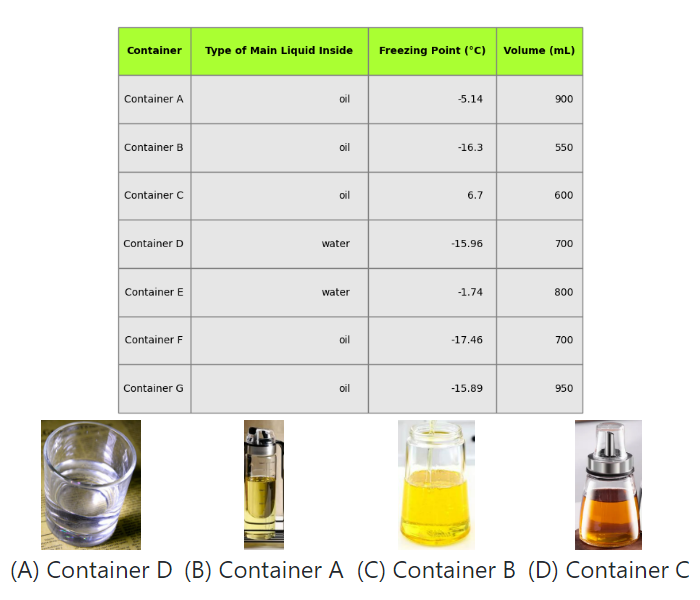 Container Type of Main Liquid Inside Freezing Point (°C) Volume (mL)
Container A oil -5.14 900
Container B oil -16.3 550
Container C oil 6.7 600
Container D water -15.96 700
Container E water -1.74 800
Container F oil -17.46 700
Container G oil -15.89 950
(A) Container D (B) Container A (C) Container B (D) Container C